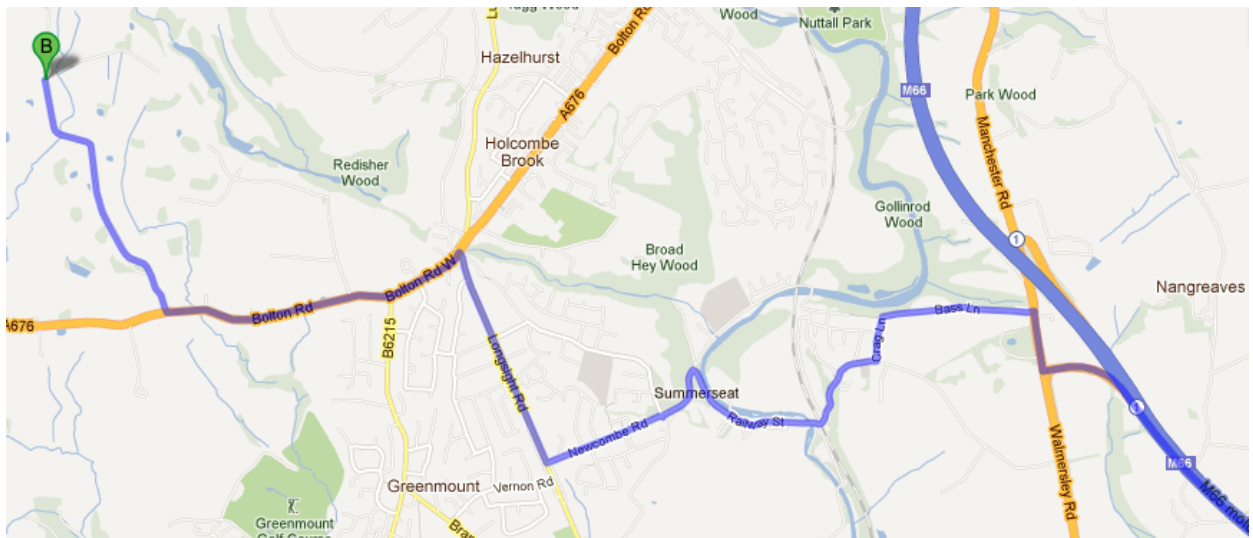 Wood
Nuttall Park
B
Hazelhurst
Bolton Rd
M66
Park Wood
A676
Manchester Rd
Holcombe
Brook
Redisher
Wood
Gollinrod
Wood
1
Broad
Hey Wood
Nangreaves
Bolton Rd W
Bolton Rd
A676
Bass Ln
B6215
Crag Ln
Longsight Rd
Summerseat
1
Railway St
Newcombe Rd
Walmersley Rd
M66
Greenmount
Vernon Rd
Greenmount